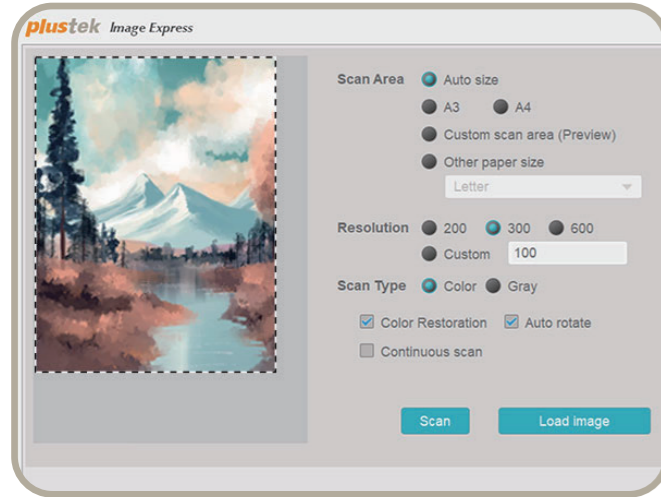 plustek Image Express
Scan Area Auto size
A3 A4
Custom scan area (Preview)
Other paper size
Letter
Resolution 200 300 600
Custom 100
Scan Type Color Gray
Color Restoration Auto rotate
Continuous scan
Scan Load image